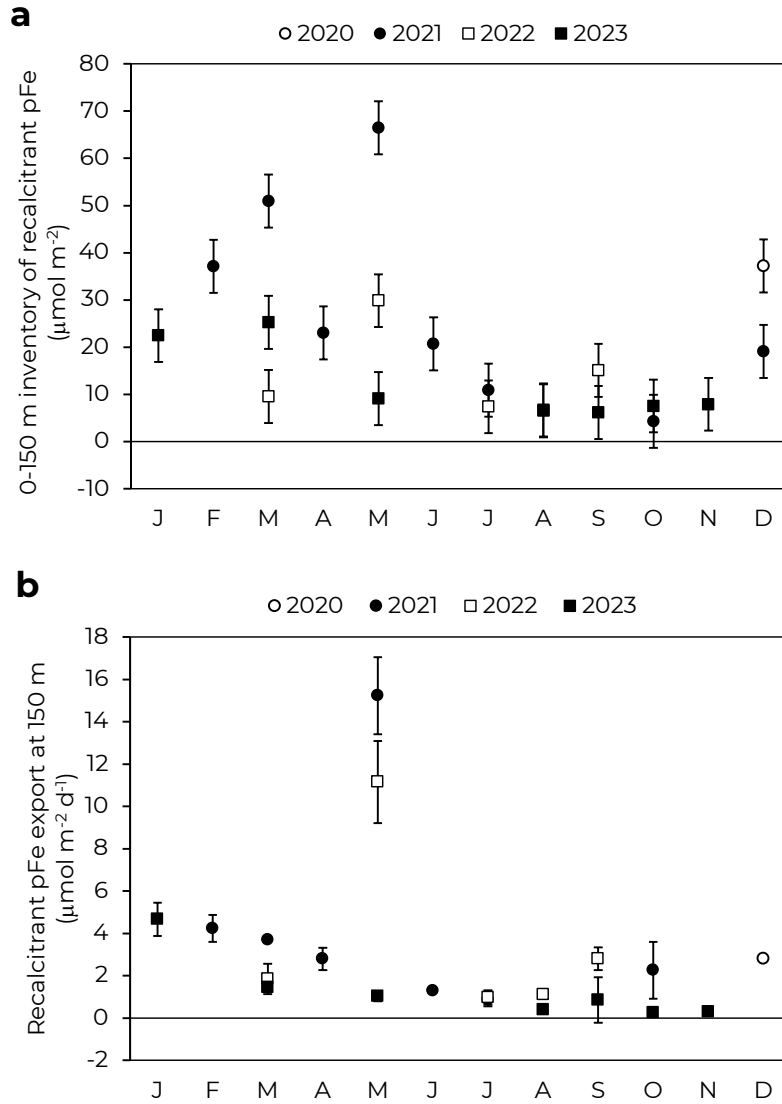 a
2020 2021 2022 2023
0-150 m inventory of recalcitrant pFe
(µmol m-2)
80
70
60
50
40
30
20
10
0
-10
J F M A M J J A S O N D
b
2020 2021 2022 2023
Recalcitrant pFe export at 150 m
(µmol m-2 d-1)
18
16
14
12
10
8
6
4
2
0
-2
J F M A M J J A S O N D